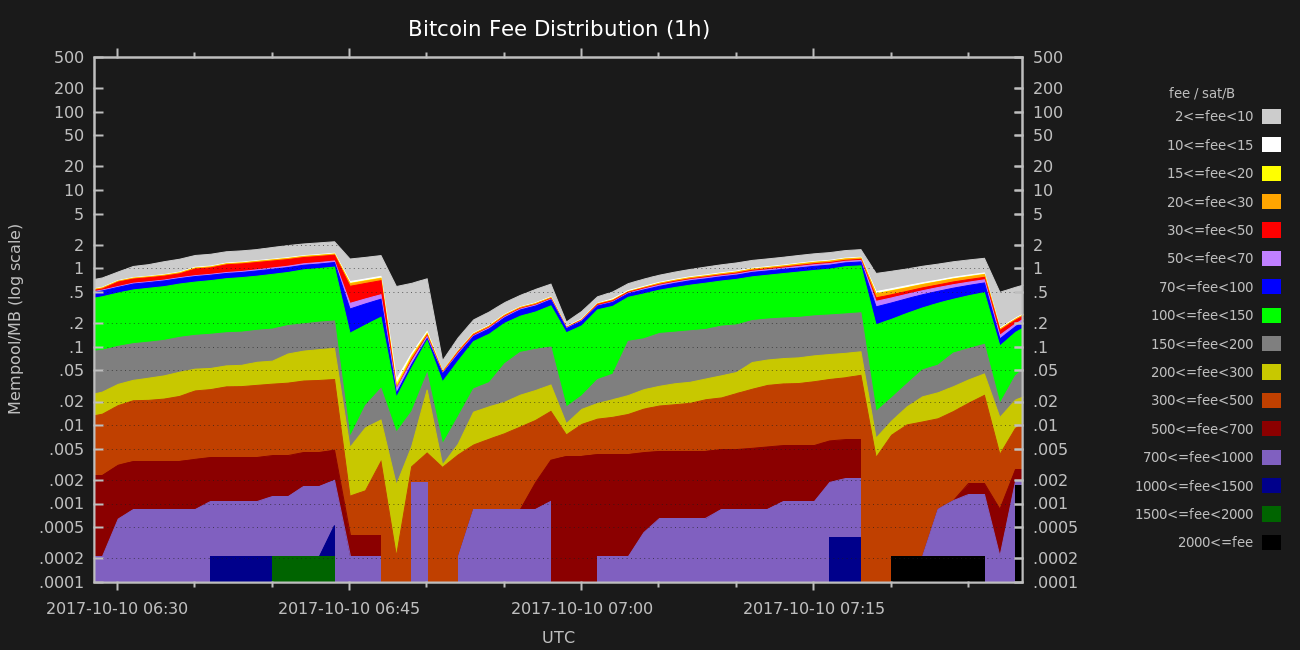 Bitcoin Fee Distribution (1h)
500 500
200 200
100 100
50 50
20 20
10 10
5 5
2 2
1 1
.5 .5
.2 .2
.1 .1
.05 .05
.02 .02
.01 .01
.005 .005
.002 .002
.001 .001
.0005 .0005
.0002 .0002
.0001 .0001
Mempool/MB (log scale)
2017-10-10 06:30 2017-10-10 06:45 2017-10-10 07:00 2017-10-10 07:15
UTC
fee / sat/B
2<=fee<10
10<=fee<15
15<=fee<20
20<=fee<30
30<=fee<50
50<=fee<70
70<=fee<100
100<=fee<150
150<=fee<200
200<=fee<300
300<=fee<500
500<=fee<700
700<=fee<1000
1000<=fee<1500
1500<=fee<2000
2000<=fee